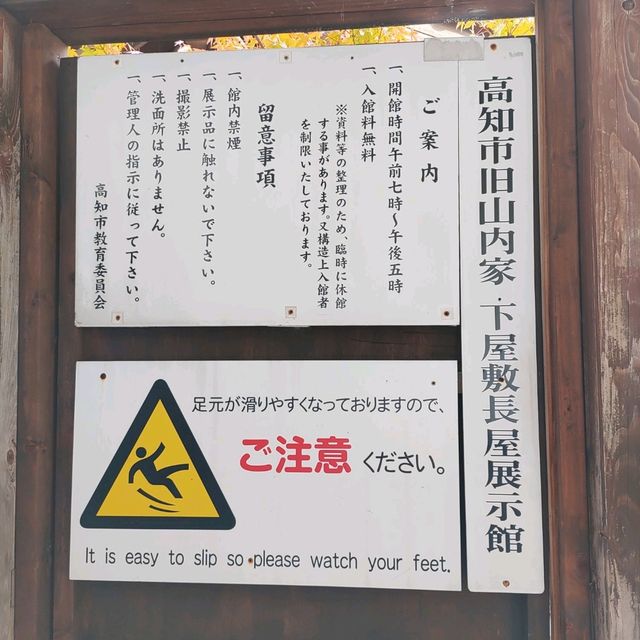 高知市旧山内家・下屋敷長屋展示館
ご案内
一、開館時間午前七時〜午後五時
一、入館料無料
※資料等の整理のため、臨時に休館
する事があります。又構造上入館者
を制限いたしております。
留意事項
一、館内禁煙
一、展示品に触れないで下さい。
一、撮影禁止
一、洗面所はありません。
一、管理人の指示に従って下さい。
高知市教育委員会
足元が滑りやすくなっておりますので、
ご注意ください。
It is easy to slip so please watch your feet.